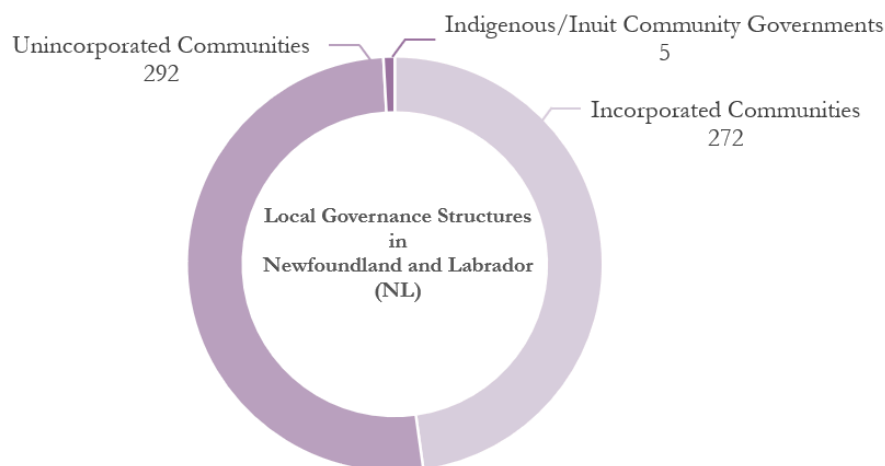 Indigenous/Inuit Community Governments
5
Unincorporated Communities
292
Incorporated Communities
272
Local Governance Structures
in
Newfoundland and Labrador
(NL)